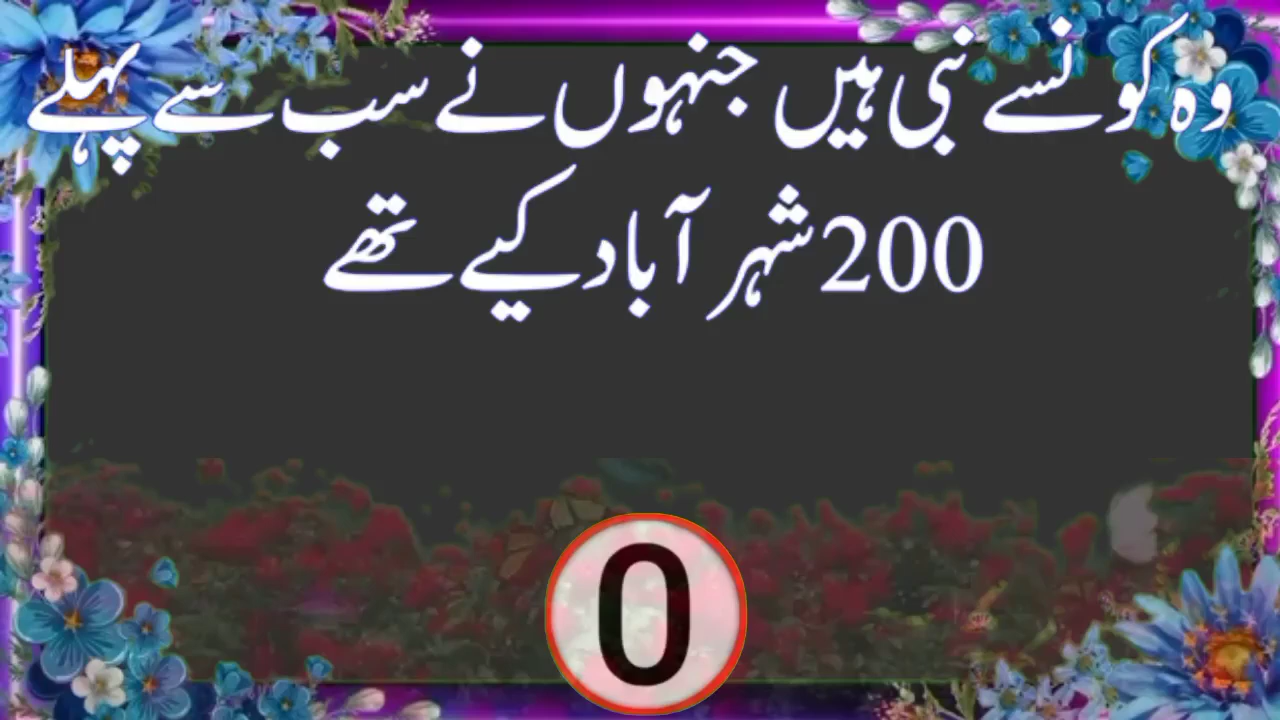 وہ کونسے نبی ہیں جنہوں نے سب سے پہلے
200 شہر آباد کیے تھے
0